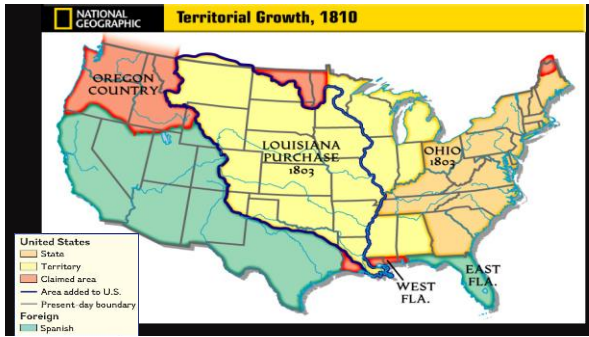 NATIONAL
GEOGRAPHIC
Territorial Growth, 1810
OREGON
COUNTRY
LOUISIANA
PURCHASE
1803
OHIO
1803
WEST
FLA.
EAST
FLA.
United States
State
Territory
Claimed area
Area added to U.S.
Present-day boundary
Foreign
Spanish